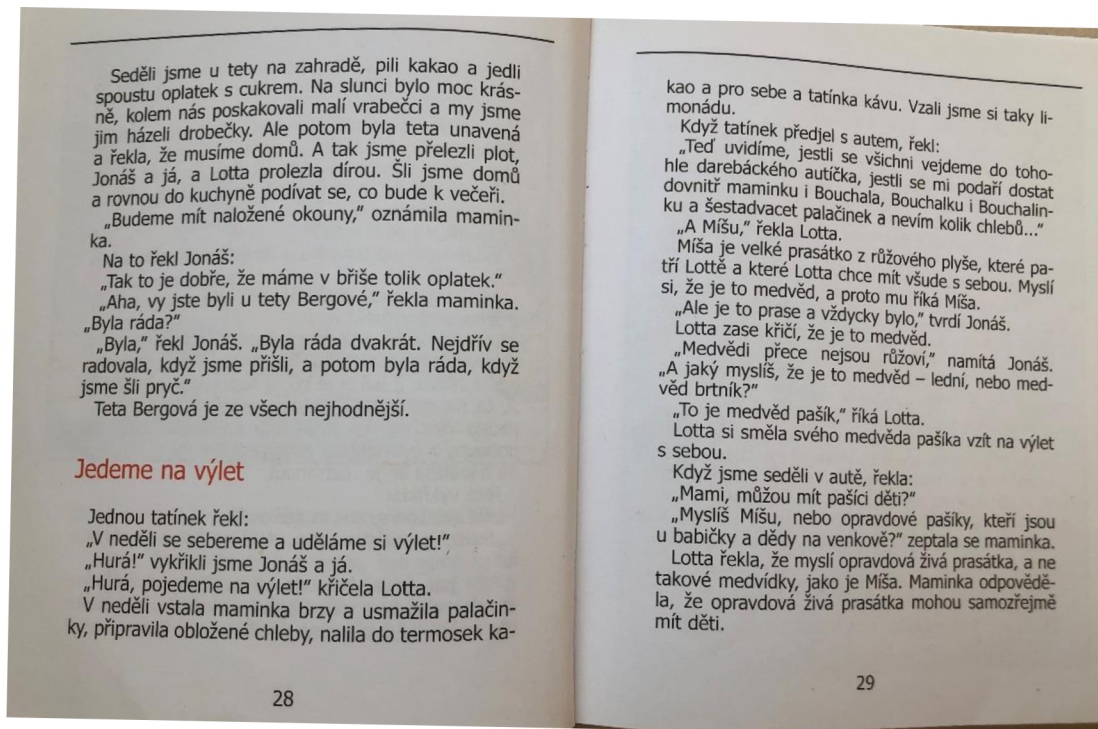 Seděli jsme u tety na zahradě, pili kakao a jedli
spoustu oplatek s cukrem. Na slunci bylo moc krás-
ně, kolem nás poskakovali malí vrabečci a my jsme
jim házeli drobečky. Ale potom byla teta unavená
a řekla, že musíme domů. A tak jsme přelezli plot,
Jonáš a já, a Lotta prolezla dírou. Šli jsme domů
a rovnou do kuchyně podívat se, co bude k večeři.
„Budeme mít naložené okouny,“ oznámila mamin-
ka.
Na to řekl Jonáš:
„Tak to je dobře, že máme v břiše tolik oplatek.“
„Aha, vy jste byli u tety Bergové,“ řekla maminka.
„Byla ráda?“
„Byla,“ řekl Jonáš. „Byla ráda dvakrát. Nejdřív se
radovala, když jsme přišli, a potom byla ráda, když
jsme šli pryč.“
Teta Bergová je ze všech nejhodnější.
Jedeme na výlet
Jednou tatínek řekl:
„V neděli se sebereme a uděláme si výlet!“
„Hurá!“ vykřikli jsme Jonáš a já.
„Hurá, pojedeme na výlet!“ křičela Lotta.
V neděli vstala maminka brzy a usmažila palačin-
ky, připravila obložené chleby, nalila do termosek ka-
28
kao a pro sebe a tatínka kávu. Vzali jsme si taky li-
monádu.
Když tatínek předjel s autem, řekl:
„Teď uvidíme, jestli se všichni vejdeme do toho-
hle darebáckého autíčka, jestli se mi podaří dostat
dovnitř maminku i Bouchala, Bouchalku i Bouchalin-
ku a šestadvacet palačinek a nevím kolik chlebů...“
„A Míšu,“ řekla Lotta.
Míša je velké prasátko z růžového plyše, které pa-
tří Lottě a které Lotta chce mít všude s sebou. Myslí
si, že je to medvěd, a proto mu říká Míša.
„Ale je to prase a vždycky bylo,“ tvrdí Jonáš.
Lotta zase křičí, že je to medvěd.
„Medvědi přece nejsou růžoví,“ namítá Jonáš.
„A jaký myslíš, že je to medvěd – lední, nebo med-
věd brtník?“
„To je medvěd pašík,“ říká Lotta.
Lotta si směla svého medvěda pašíka vzít na výlet
s sebou.
Když jsme seděli v autě, řekla:
„Mami, můžou mít pašíci děti?“
„Myslíš Míšu, nebo opravdové pašíky, kteří jsou
u babičky a dědy na venkově?“ zeptala se maminka.
Lotta řekla, že myslí opravdová živá prasátka, a ne
takové medvídky, jako je Míša. Maminka odpovědě-
la, že opravdová živá prasátka mohou samozřejmě
mít děti.
29